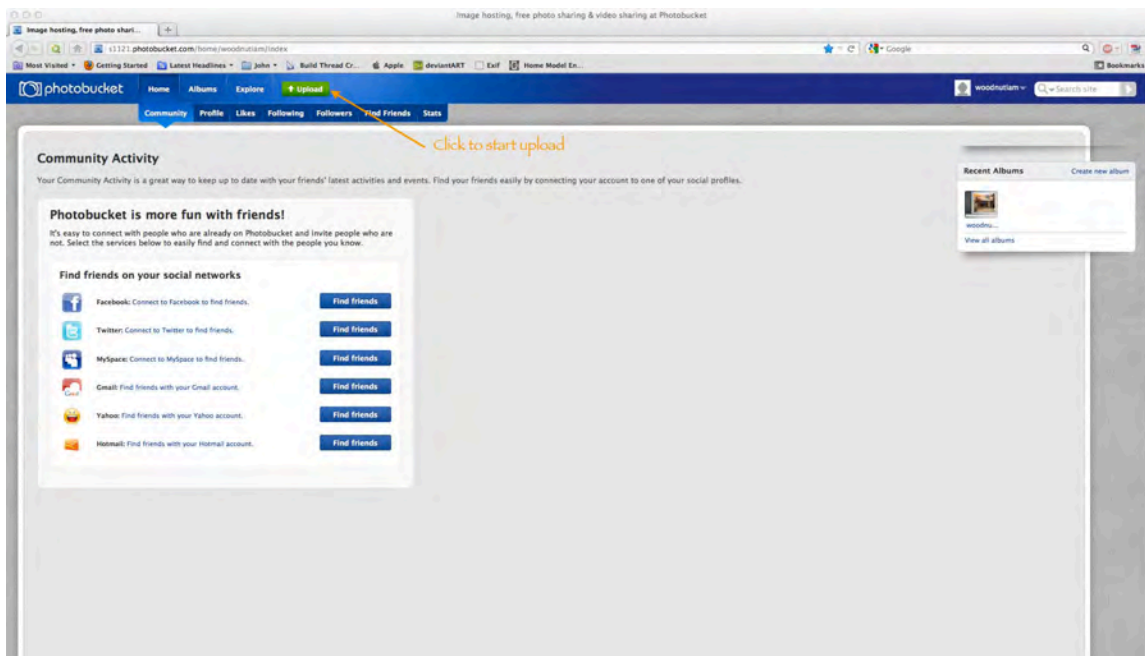 Image hosting, free photo sharing & video sharing at Photobucket
Image hosting, free photo shari...
s1121.photobucket.com/home/woodnutiam/index
Google
Most Visited Getting Started Latest Headlines John Build Thread Cr... Apple deviantART Exif Home Model En...
Bookmarks
photobucket Home Albums Explore Upload
woodnutiam Search site
Community Profile Likes Following Followers Find Friends Stats
Click to start upload
Community Activity
Your Community Activity is a great way to keep up to date with your friends' latest activities and events. Find your friends easily by connecting your account to one of your social profiles.
Recent Albums Create new album
woodnu...
View all albums
Photobucket is more fun with friends!
It's easy to connect with people who are already on Photobucket and invite people who are
not. Select the services below to easily find and connect with the people you know.
Find friends on your social networks
Facebook: Connect to Facebook to find friends. Find friends
Twitter: Connect to Twitter to find friends. Find friends
MySpace: Connect to MySpace to find friends. Find friends
Gmail: Find friends with your Gmail account. Find friends
Yahoo: Find friends with your Yahoo account. Find friends
Hotmail: Find friends with your Hotmail account. Find friends